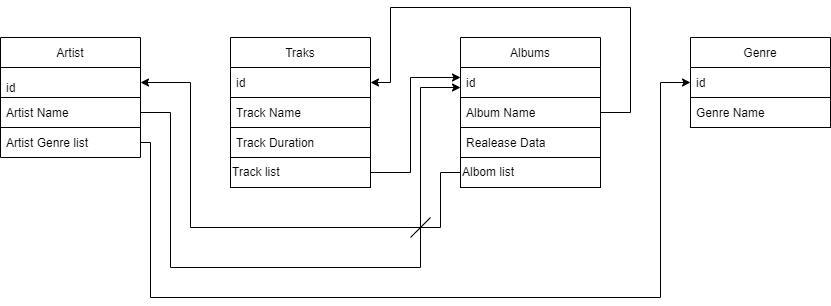 Artist
id
Artist Name
Artist Genre list
Traks
id
Track Name
Track Duration
Track list
Albums
id
Album Name
Realease Data
Albom list
Genre
id
Genre Name